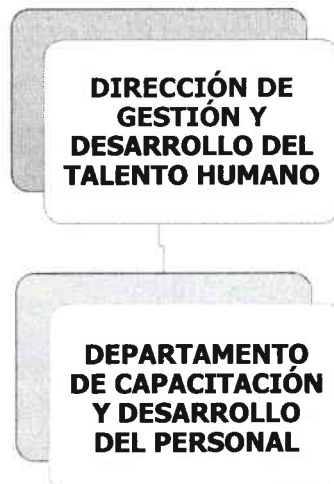 DIRECCIÓN DE
GESTIÓN Y
DESARROLLO DEL
TALENTO HUMANO
DEPARTAMENTO
DE CAPACITACIÓN
Y DESARROLLO
DEL PERSONAL